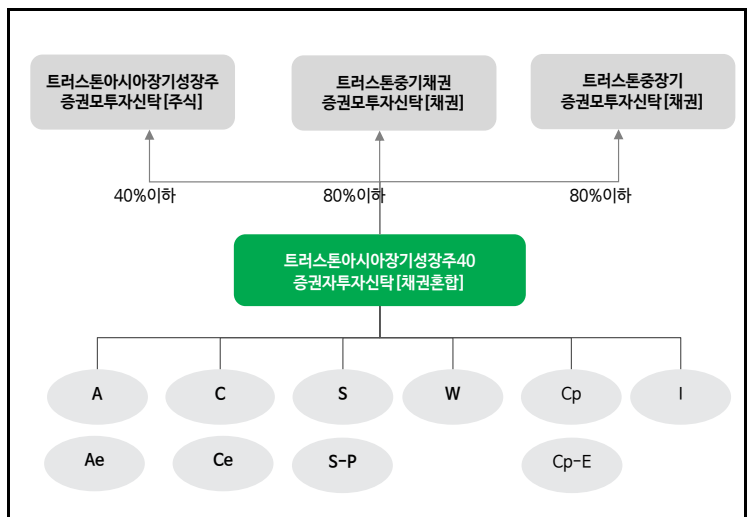 트러스톤아시아장기성장주
증권모투자신탁[주식]
트러스톤중기채권
증권모투자신탁[채권]
트러스톤중장기
증권모투자신탁[채권]
40%이하
80%이하
80%이하
트러스톤아시아장기성장주40
증권자투자신탁[채권혼합]
A
C
S
W
Cp
I
Ae
Ce
S-P
Cp-E